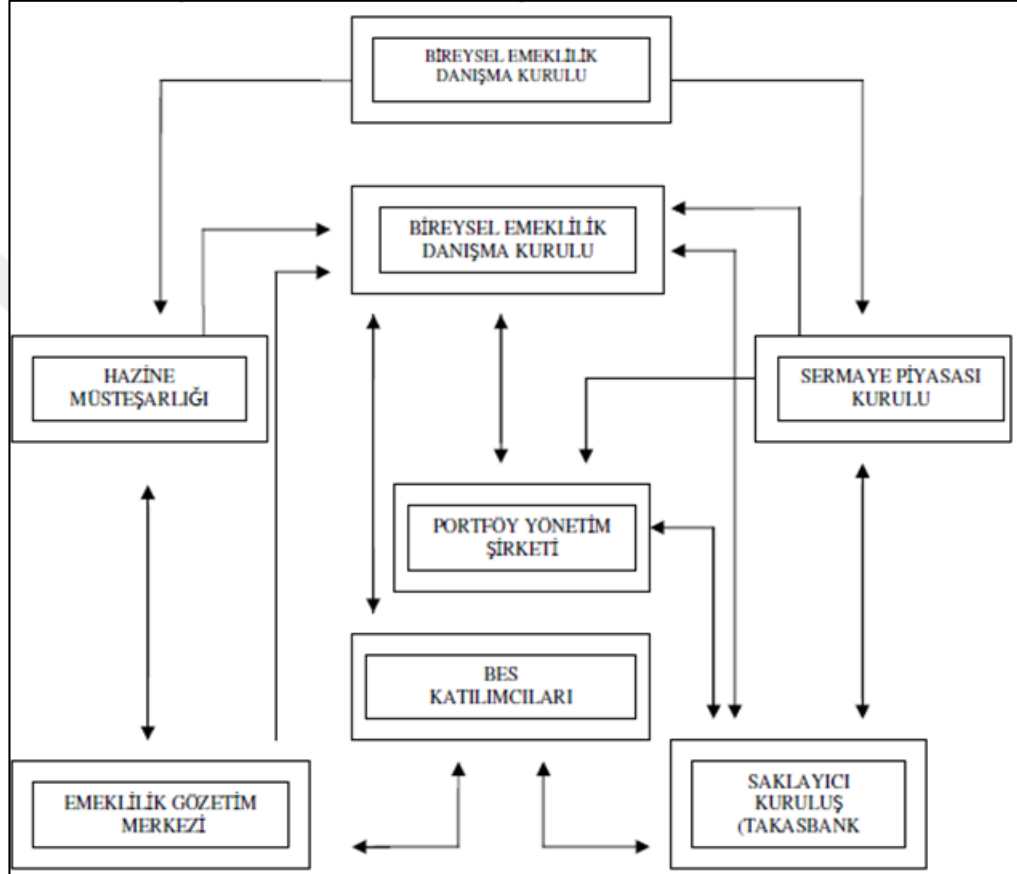 BİREYSEL EMEKLİLİK
DANIŞMA KURULU
BİREYSEL EMEKLİLİK
DANIŞMA KURULU
HAZİNE
MÜSTEŞARLIĞI
SERMAYE PİYASASI
KURULU
PORTFÖY YÖNETİM
ŞİRKETİ
BES
KATILIMCILARI
EMEKLİLİK GÖZETİM
MERKEZİ
SAKLAYICI
KURULUŞ
(TAKASBANK